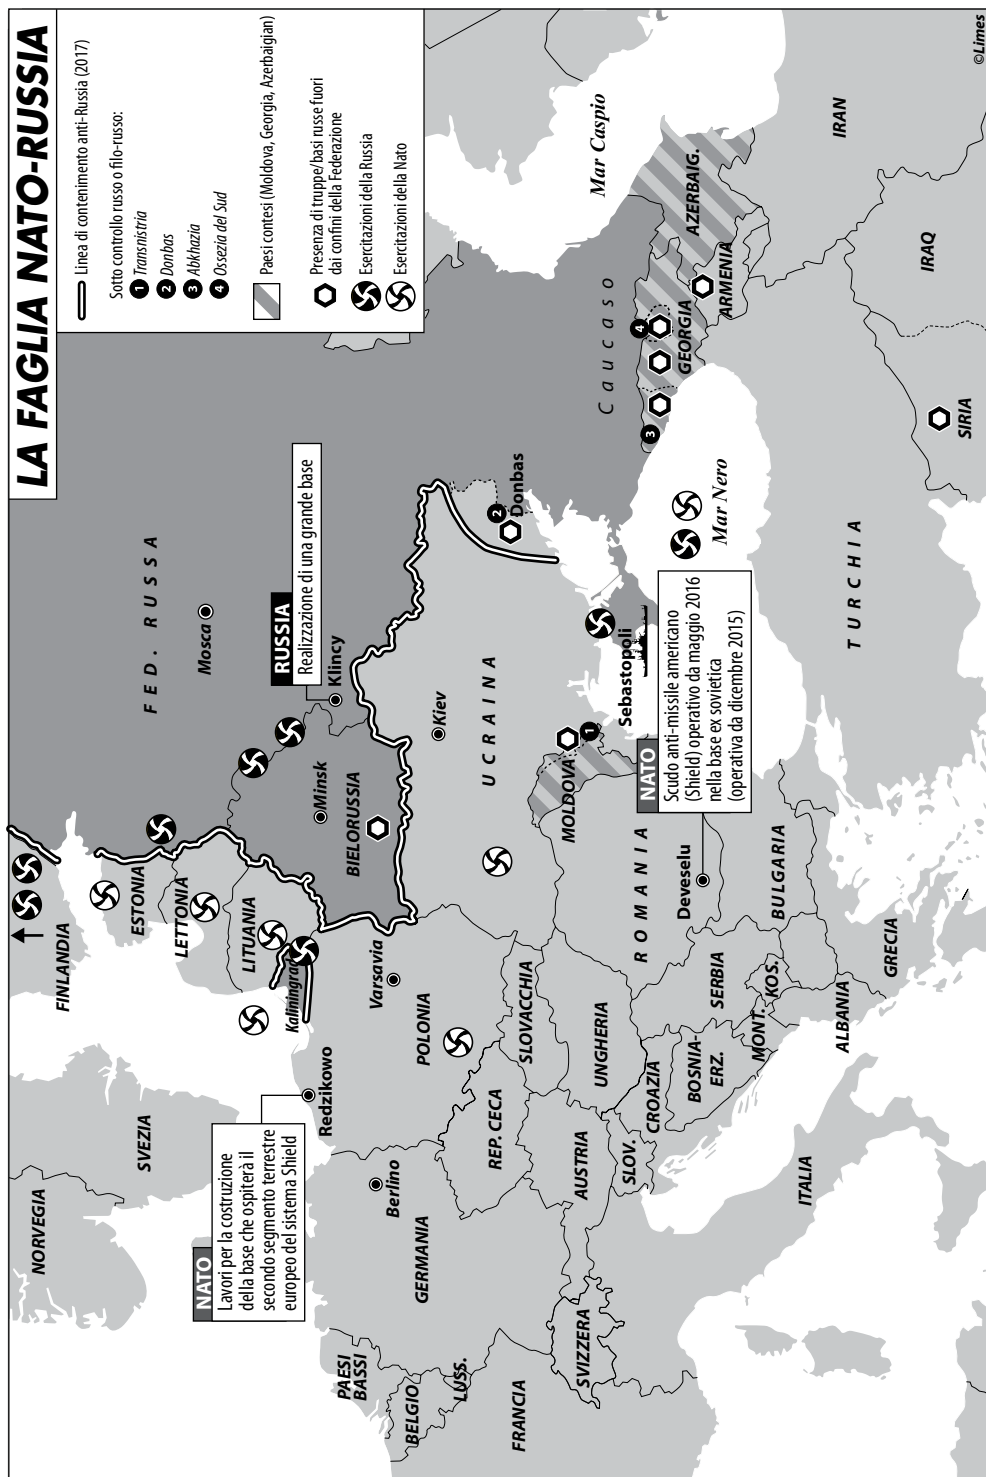 LA FAGLIA NATO-RUSSIA
Linea di contenimento anti-Russia (2017)
Sotto controllo russo o filo-russo:
1 Transnistria
2 Donbas
3 Abkhazia
4 Ossezia del Sud
Paesi contesi (Moldova, Georgia, Azerbaigian)
Presenza di truppe/basi russe fuori
dai confini della Federazione
Esercitazioni della Russia
Esercitazioni della Nato
NORVEGIA
SVEZIA
FINLANDIA
ESTONIA
LETTONIA
LITUANIA
Kaliningrad
FED. RUSSA
Mosca
RUSSIA
Realizzazione di una grande base
Klincy
Minsk
BIELORUSSIA
NATO
Lavori per la costruzione
della base che ospiterà il
secondo segmento terrestre
europeo del sistema Shield
Redzikowo
Varsavia
POLONIA
Berlino
GERMANIA
PAESI
BASSI
BELGIO
LUSS.
FRANCIA
SVIZZERA
REP. CECA
SLOVACCHIA
AUSTRIA
UNGHERIA
SLOV.
CROAZIA
BOSNIA-
ERZ.
SERBIA
MONT.
KOS.
ALBANIA
ITALIA
GRECIA
BULGARIA
ROMANIA
Deveselu
MOLDOVA
1
Kiev
UCRAINA
2
Donbas
Sebastopoli
NATO
Scudo anti-missile americano
(Shield) operativo da maggio 2016
nella base ex sovietica
(operativa da dicembre 2015)
Mar Nero
Caucaso
3
4
GEORGIA
ARMENIA
AZERBAIG.
Mar Caspio
TURCHIA
SIRIA
IRAQ
IRAN
©Limes